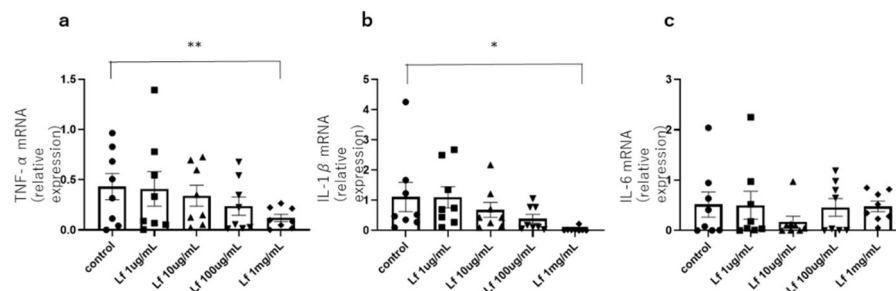 a
**
TNF-α mRNA
(relative
expression)
1.5
1.0
0.5
0.0
control
Lf 1ug/mL
Lf 10ug/mL
Lf 100ug/mL
Lf 1mg/mL
b
*
IL-1β mRNA
(relative
expression)
5
4
3
2
1
0
control
Lf 1ug/mL
Lf 10ug/mL
Lf 100ug/mL
Lf 1mg/mL
c
IL-6 mRNA
(relative
expression)
3
2
1
0
control
Lf 1ug/mL
Lf 10ug/mL
Lf 100ug/mL
Lf 1mg/mL